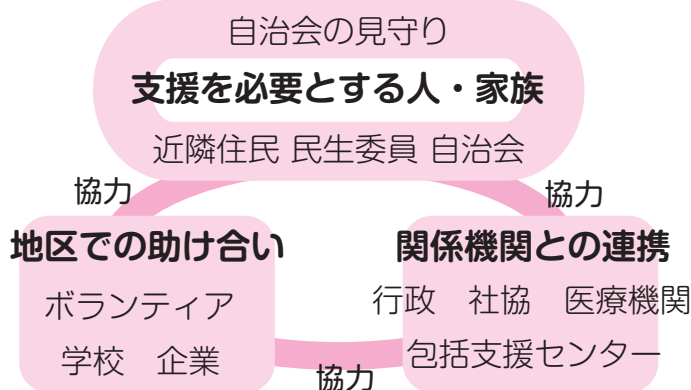 自治会の見守り
支援を必要とする人・家族
近隣住民 民生委員 自治会
協力
協力
地区での助け合い
ボランティア
学校　企業
関係機関との連携
行政　社協　医療機関
包括支援センター
協力